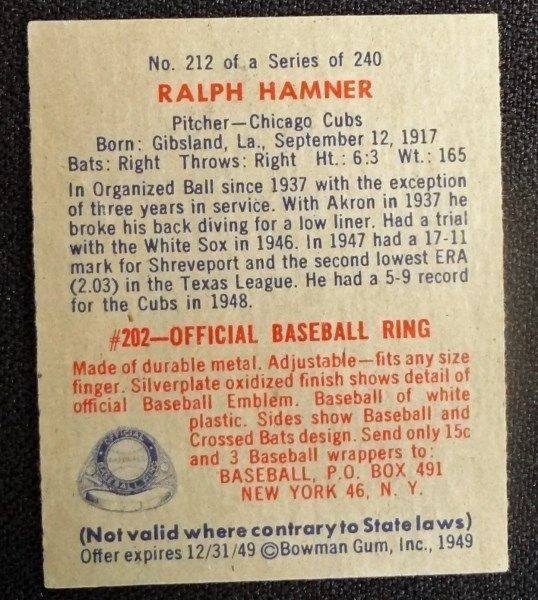 No. 212 of a Series of 240
RALPH HAMNER
Pitcher—Chicago Cubs
Born: Gibsland, La., September 12, 1917
Bats: Right Throws: Right Ht.: 6:3 Wt.: 165
In Organized Ball since 1937 with the exception
of three years in service. With Akron in 1937 he
broke his back diving for a low liner. Had a trial
with the White Sox in 1946. In 1947 had a 17-11
mark for Shreveport and the second lowest ERA
(2.03) in the Texas League. He had a 5-9 record
for the Cubs in 1948.
#202—OFFICIAL BASEBALL RING
Made of durable metal. Adjustable—fits any size
finger. Silverplate oxidized finish shows detail of
official Baseball Emblem. Baseball of white
plastic. Sides show Baseball and
Crossed Bats design. Send only 15c
and 3 Baseball wrappers to:
BASEBALL, P.O. BOX 491
NEW YORK 46, N. Y.
OFFICIAL
BASEBALL RING
(Not valid where contrary to State laws)
Offer expires 12/31/49 ©Bowman Gum, Inc., 1949